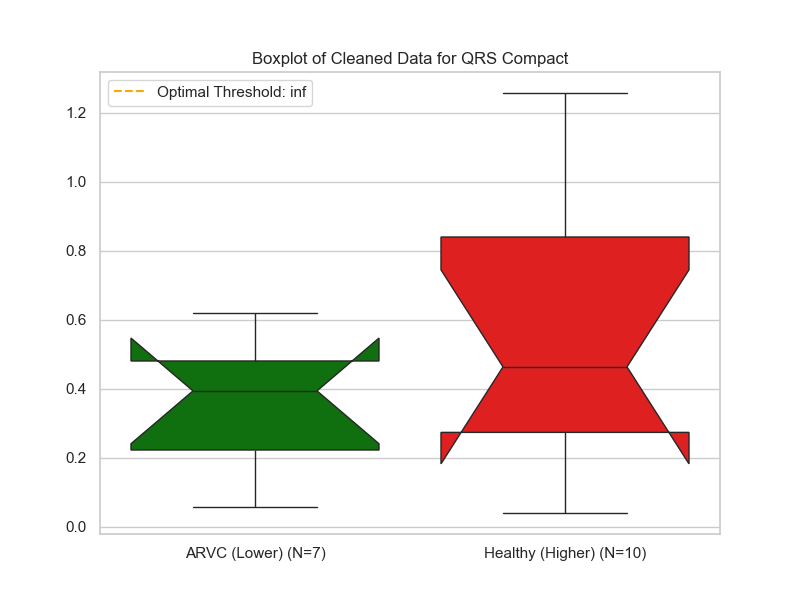 Boxplot of Cleaned Data for QRS Compact
Optimal Threshold: inf
1.2
1.0
0.8
0.6
0.4
0.2
0.0
ARVC (Lower) (N=7)
Healthy (Higher) (N=10)